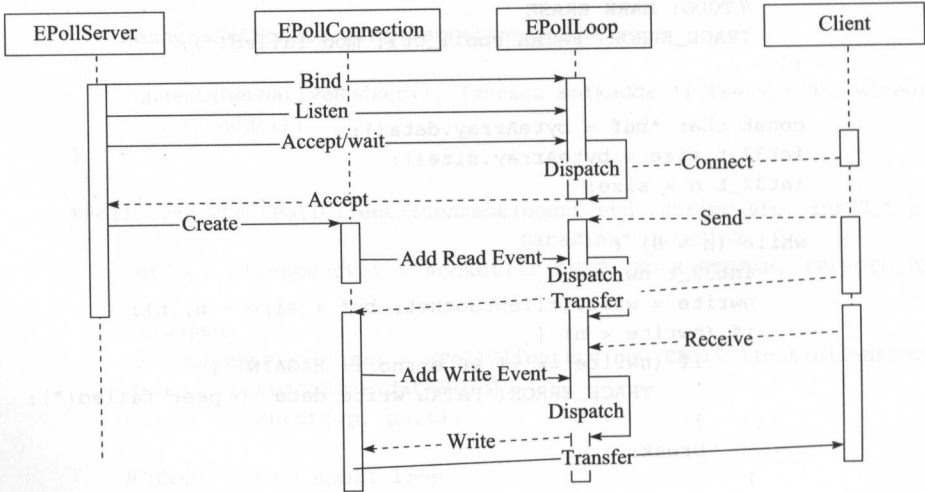 EPollServer
EPollConnection
EPollLoop
Client
Bind
Listen
Accept/wait
Connect
Dispatch
Accept
Send
Create
Add Read Event
Dispatch
Transfer
Receive
Add Write Event
Dispatch
Write
Transfer